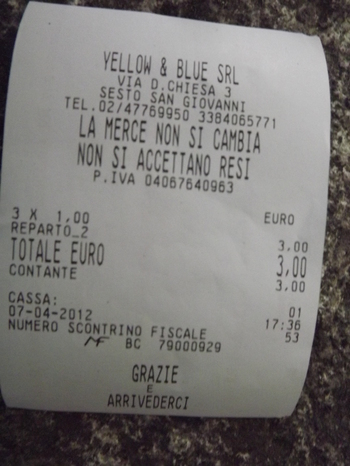 YELLOW & BLUE SRL
VIA D.CHIESA 3
SESTO SAN GIOVANNI
TEL.02/47769950 3384065771
LA MERCE NON SI CAMBIA
NON SI ACCETTANO RESI
P.IVA 04067640963
EURO
3 X 1,00
REPARTO_2 3,00
TOTALE EURO 3,00
CONTANTE 3,00
CASSA: 01
07-04-2012 17:36
NUMERO SCONTRINO FISCALE 53
MF BC 79000929
GRAZIE
E
ARRIVEDERCI